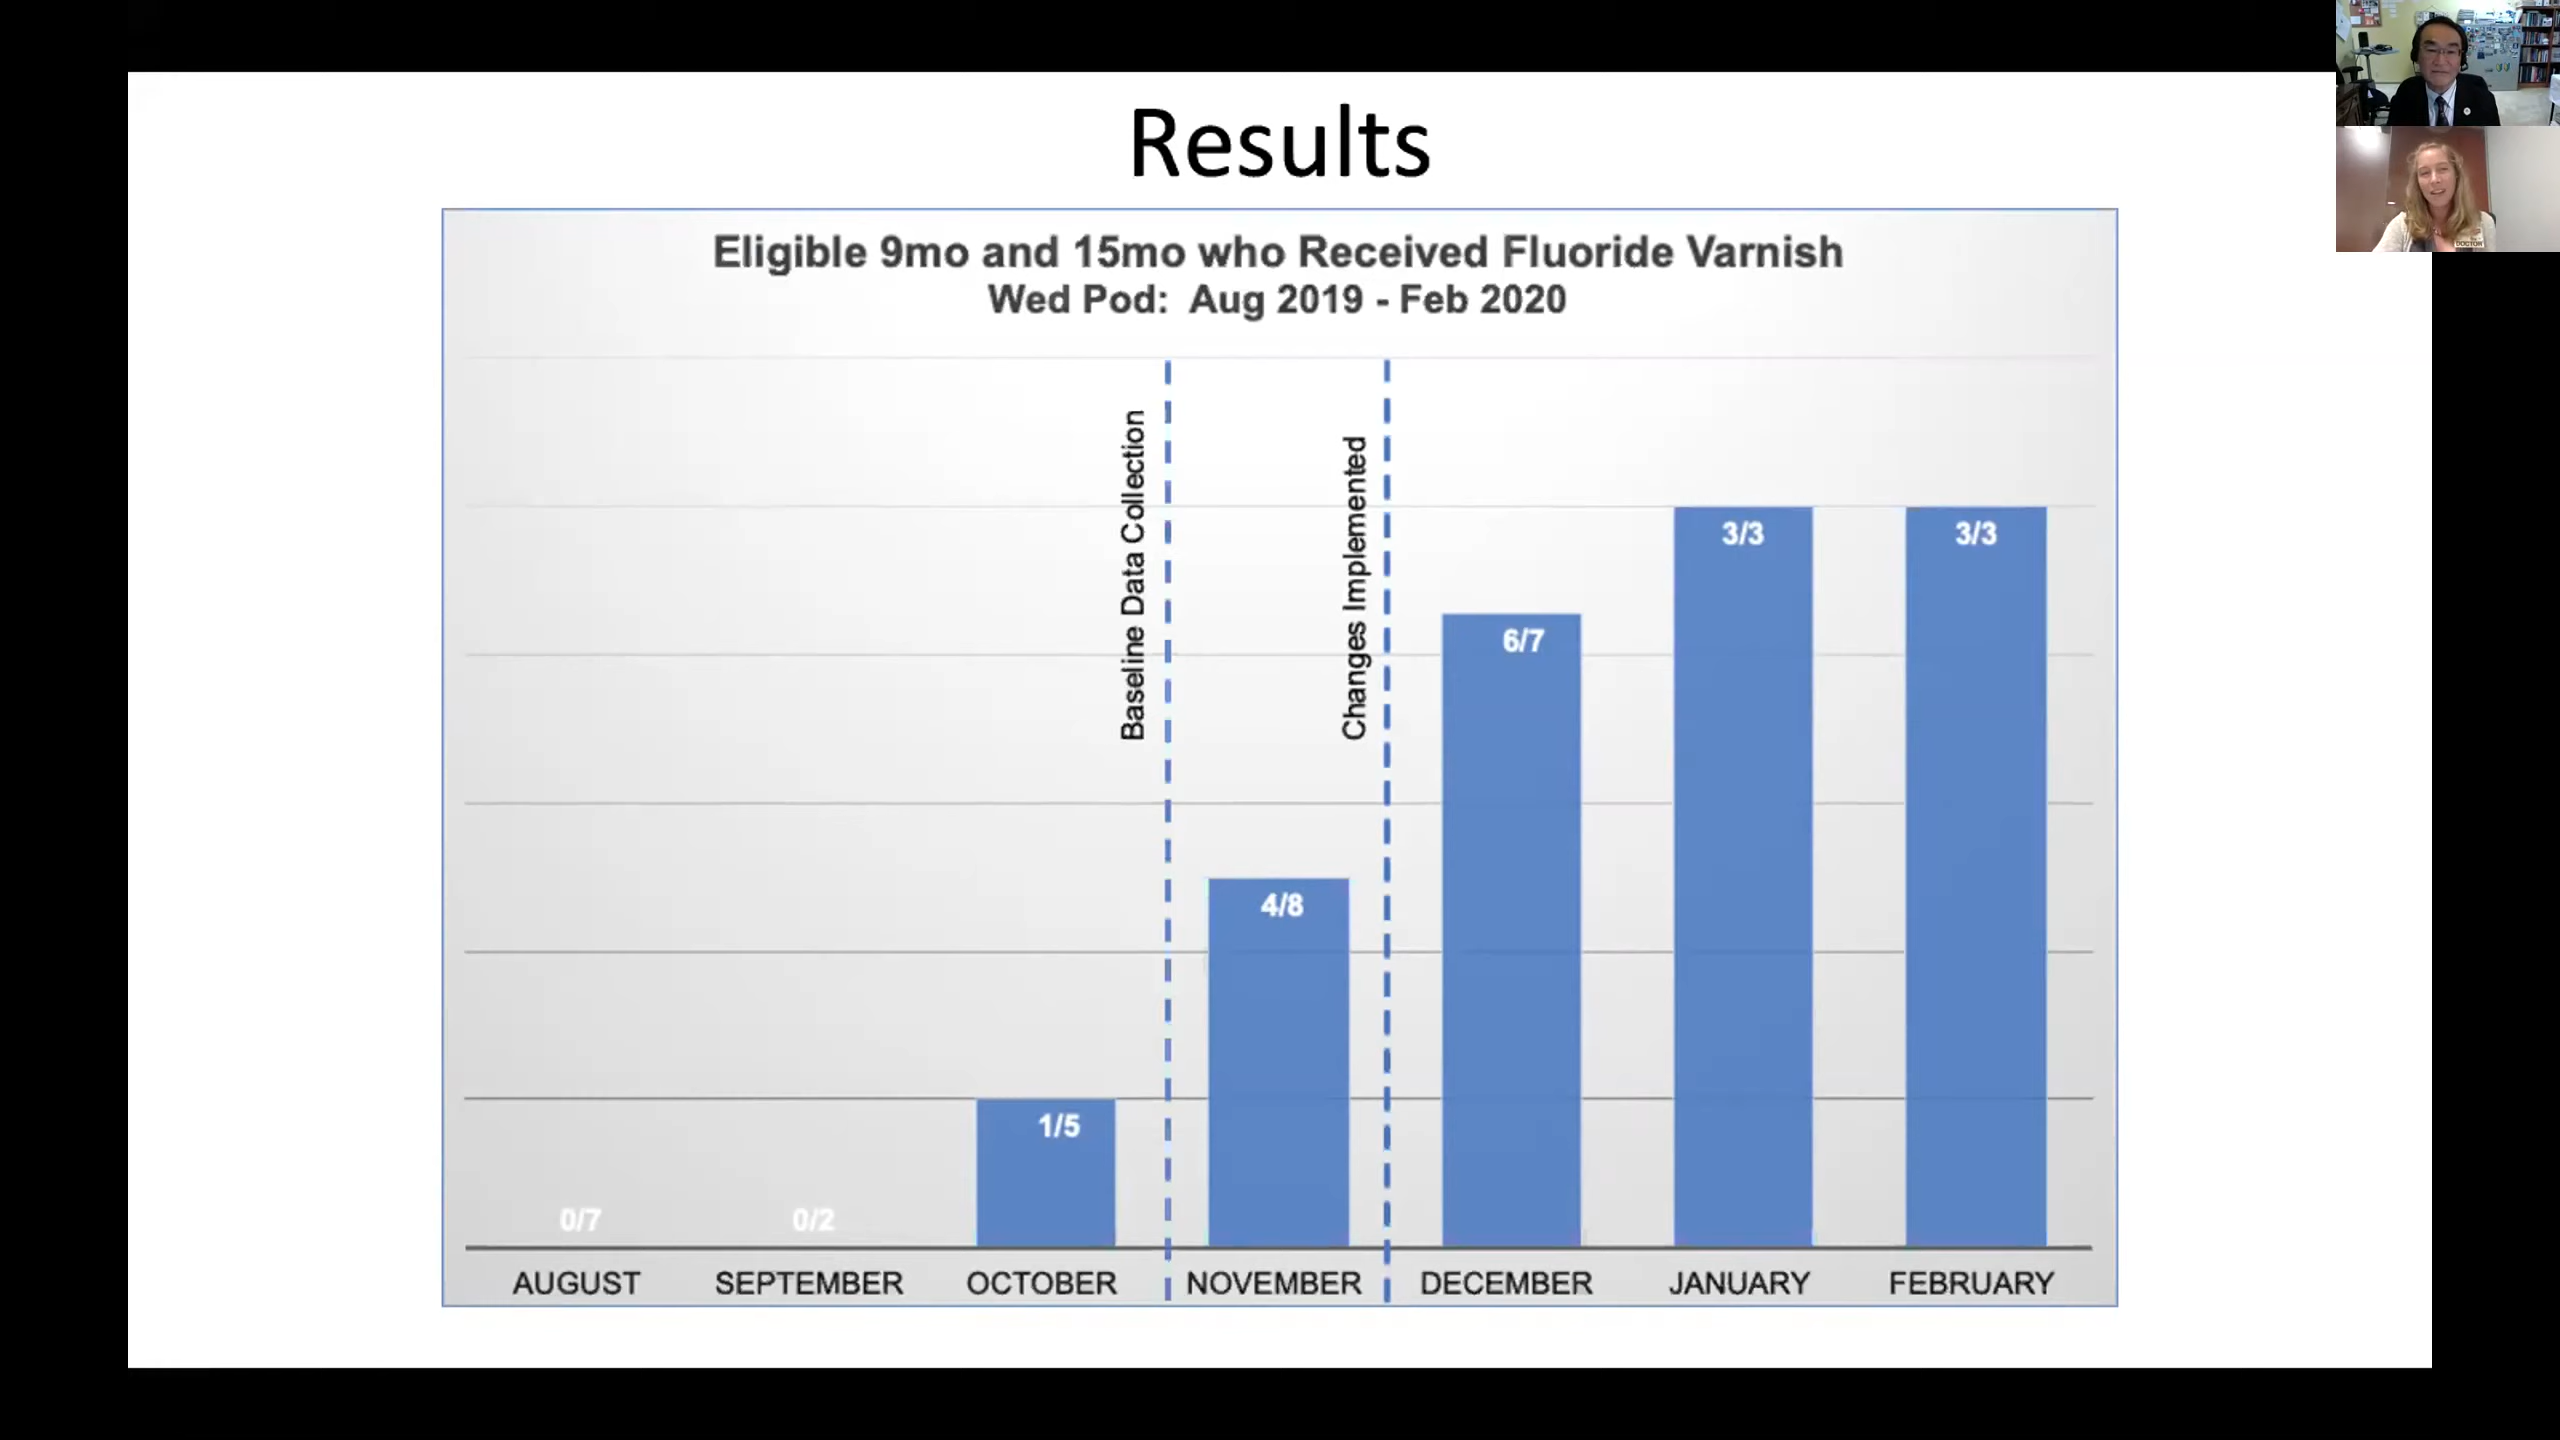 Results
Eligible 9mo and 15mo who Received Fluoride Varnish
Wed Pod: Aug 2019 - Feb 2020
Baseline Data Collection
Changes Implemented
0/7
0/2
1/5
4/8
6/7
3/3
3/3
AUGUST
SEPTEMBER
OCTOBER
NOVEMBER
DECEMBER
JANUARY
FEBRUARY
DOCTOR